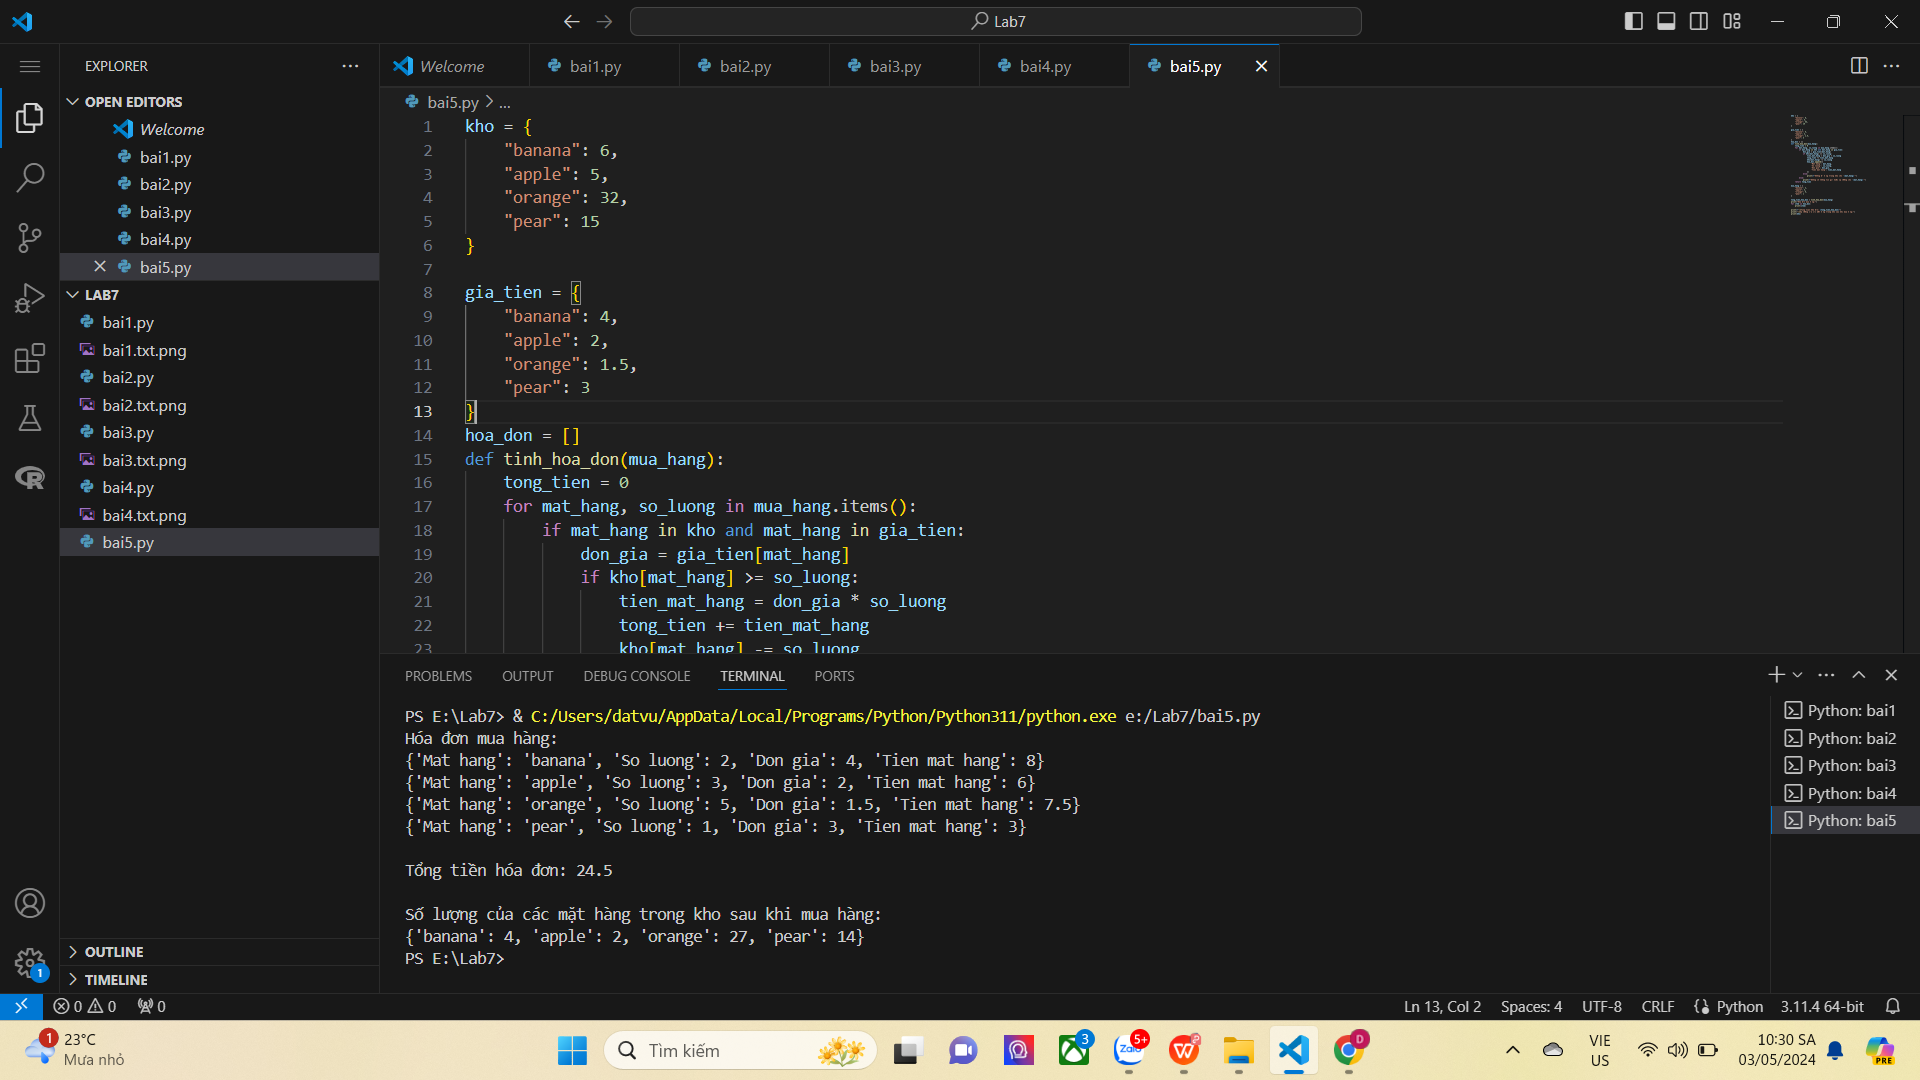 Lab7
EXPLORER
OPEN EDITORS
Welcome
bai1.py
bai2.py
bai3.py
bai4.py
bai5.py
LAB7
bai1.py
bai1.txt.png
bai2.py
bai2.txt.png
bai3.py
bai3.txt.png
bai4.py
bai4.txt.png
bai5.py
OUTLINE
TIMELINE
Welcome bai1.py bai2.py bai3.py bai4.py bai5.py
bai5.py > ...
1 kho = {
2 "banana": 6,
3 "apple": 5,
4 "orange": 32,
5 "pear": 15
6 }
7
8 gia_tien = {
9 "banana": 4,
10 "apple": 2,
11 "orange": 1.5,
12 "pear": 3
13 }
14 hoa_don = []
15 def tinh_hoa_don(mua_hang):
16 tong_tien = 0
17 for mat_hang, so_luong in mua_hang.items():
18 if mat_hang in kho and mat_hang in gia_tien:
19 don_gia = gia_tien[mat_hang]
20 if kho[mat_hang] >= so_luong:
21 tien_mat_hang = don_gia * so_luong
22 tong_tien += tien_mat_hang
23 kho[mat_hang] -= so_luong
PROBLEMS OUTPUT DEBUG CONSOLE TERMINAL PORTS
PS E:\Lab7> & C:/Users/datvu/AppData/Local/Programs/Python/Python311/python.exe e:/Lab7/bai5.py
Hóa đơn mua hàng:
{'Mat hang': 'banana', 'So luong': 2, 'Don gia': 4, 'Tien mat hang': 8}
{'Mat hang': 'apple', 'So luong': 3, 'Don gia': 2, 'Tien mat hang': 6}
{'Mat hang': 'orange', 'So luong': 5, 'Don gia': 1.5, 'Tien mat hang': 7.5}
{'Mat hang': 'pear', 'So luong': 1, 'Don gia': 3, 'Tien mat hang': 3}
Tổng tiền hóa đơn: 24.5
Số lượng của các mặt hàng trong kho sau khi mua hàng:
{'banana': 4, 'apple': 2, 'orange': 27, 'pear': 14}
PS E:\Lab7>
Python: bai1
Python: bai2
Python: bai3
Python: bai4
Python: bai5
1
0 0 0
Ln 13, Col 2 Spaces: 4 UTF-8 CRLF Python 3.11.4 64-bit
1
23°C
Mưa nhỏ
Tìm kiếm
3
Zalo
5+
D
VIE
US
10:30 SA
03/05/2024
PRE